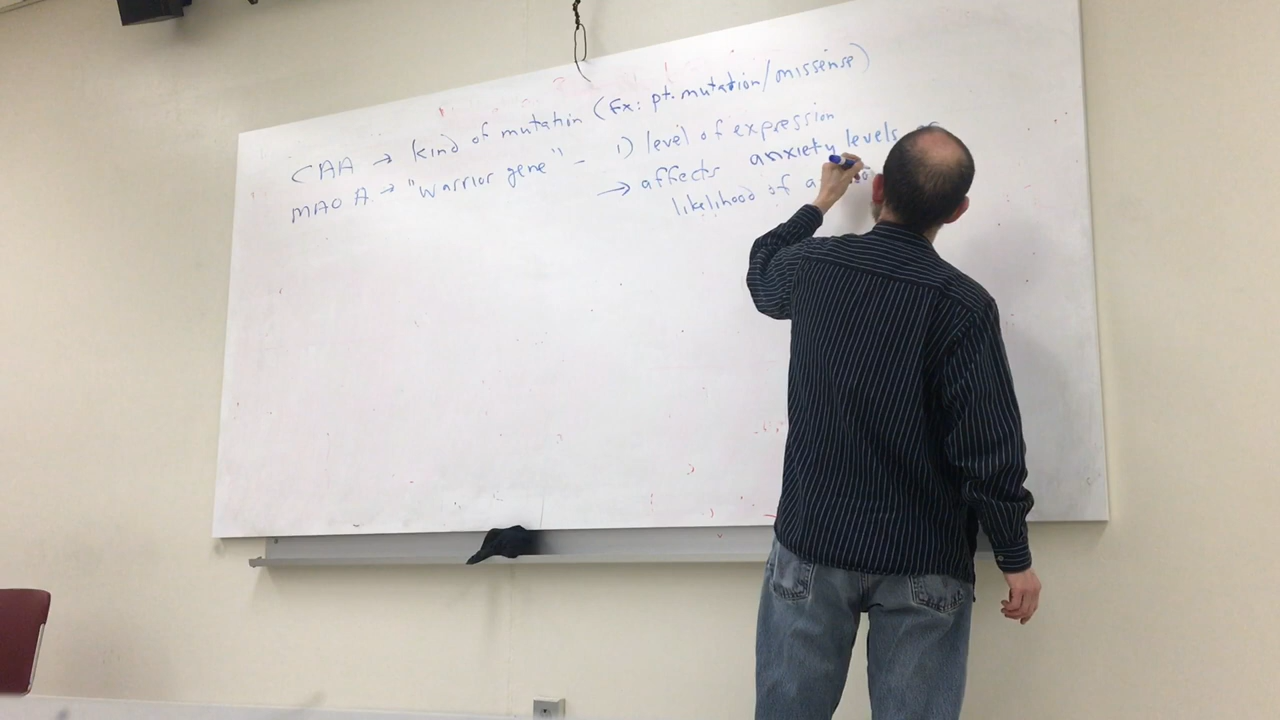 CAA → kind of mutation (Ex: pt. mutation/missense)
MAO A → "Warrior gene" - 1) level of expression
→ affects anxiety levels
likelihood of